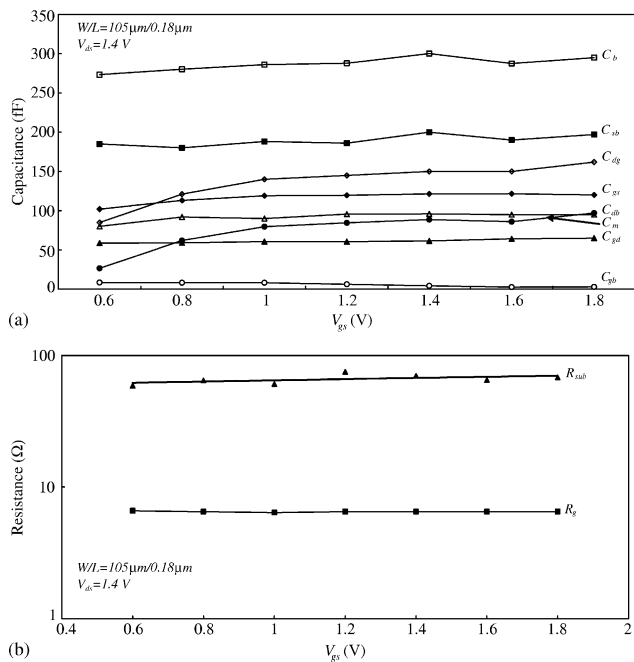 W/L=105μm/0.18μm
V_ds=1.4 V
350
300
250
200
150
100
50
0
Capacitance (fF)
C_b
C_sb
C_dg
C_gs
C_db
C_m
C_gd
C_gb
0.6 0.8 1 1.2 1.4 1.6 1.8
V_gs (V)
(a)
100
10
1
Resistance (Ω)
R_sub
R_g
W/L=105μm/0.18μm
V_ds=1.4 V
0.4 0.6 0.8 1.0 1.2 1.4 1.6 1.8 2
V_gs (V)
(b)